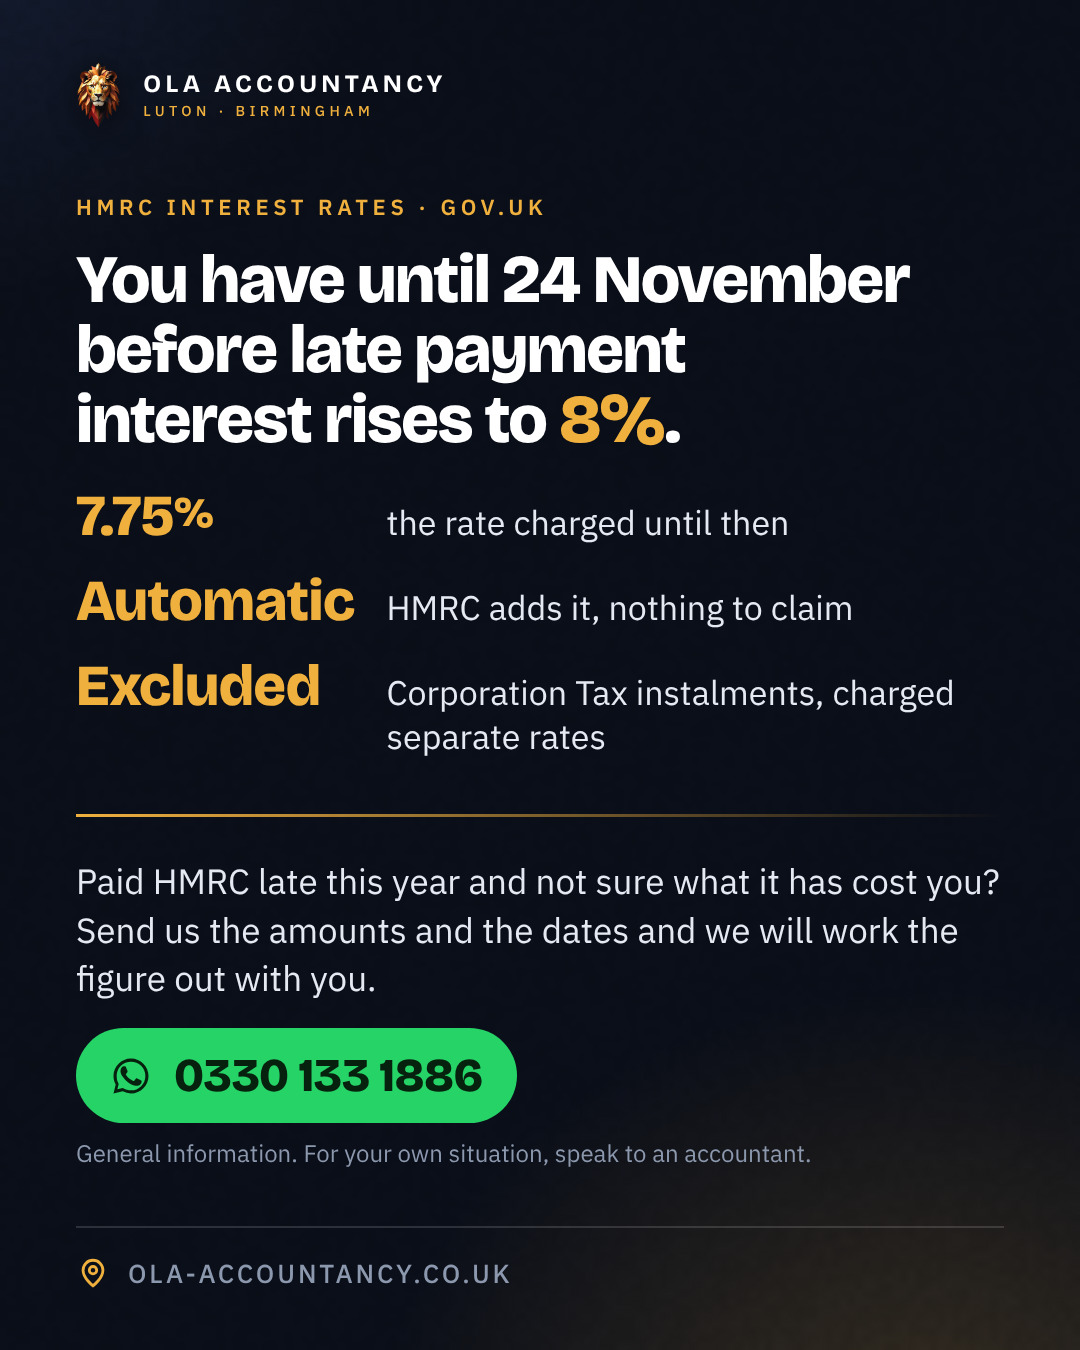 OLA ACCOUNTANCY
LUTON · BIRMINGHAM
HMRC INTEREST RATES · GOV.UK
You have until 24 November
before late payment
interest rises to 8%.
7.75% the rate charged until then
Automatic HMRC adds it, nothing to claim
Excluded Corporation Tax instalments, charged
separate rates
Paid HMRC late this year and not sure what it has cost you?
Send us the amounts and the dates and we will work the
figure out with you.
0330 133 1886
General information. For your own situation, speak to an accountant.
OLA-ACCOUNTANCY.CO.UK